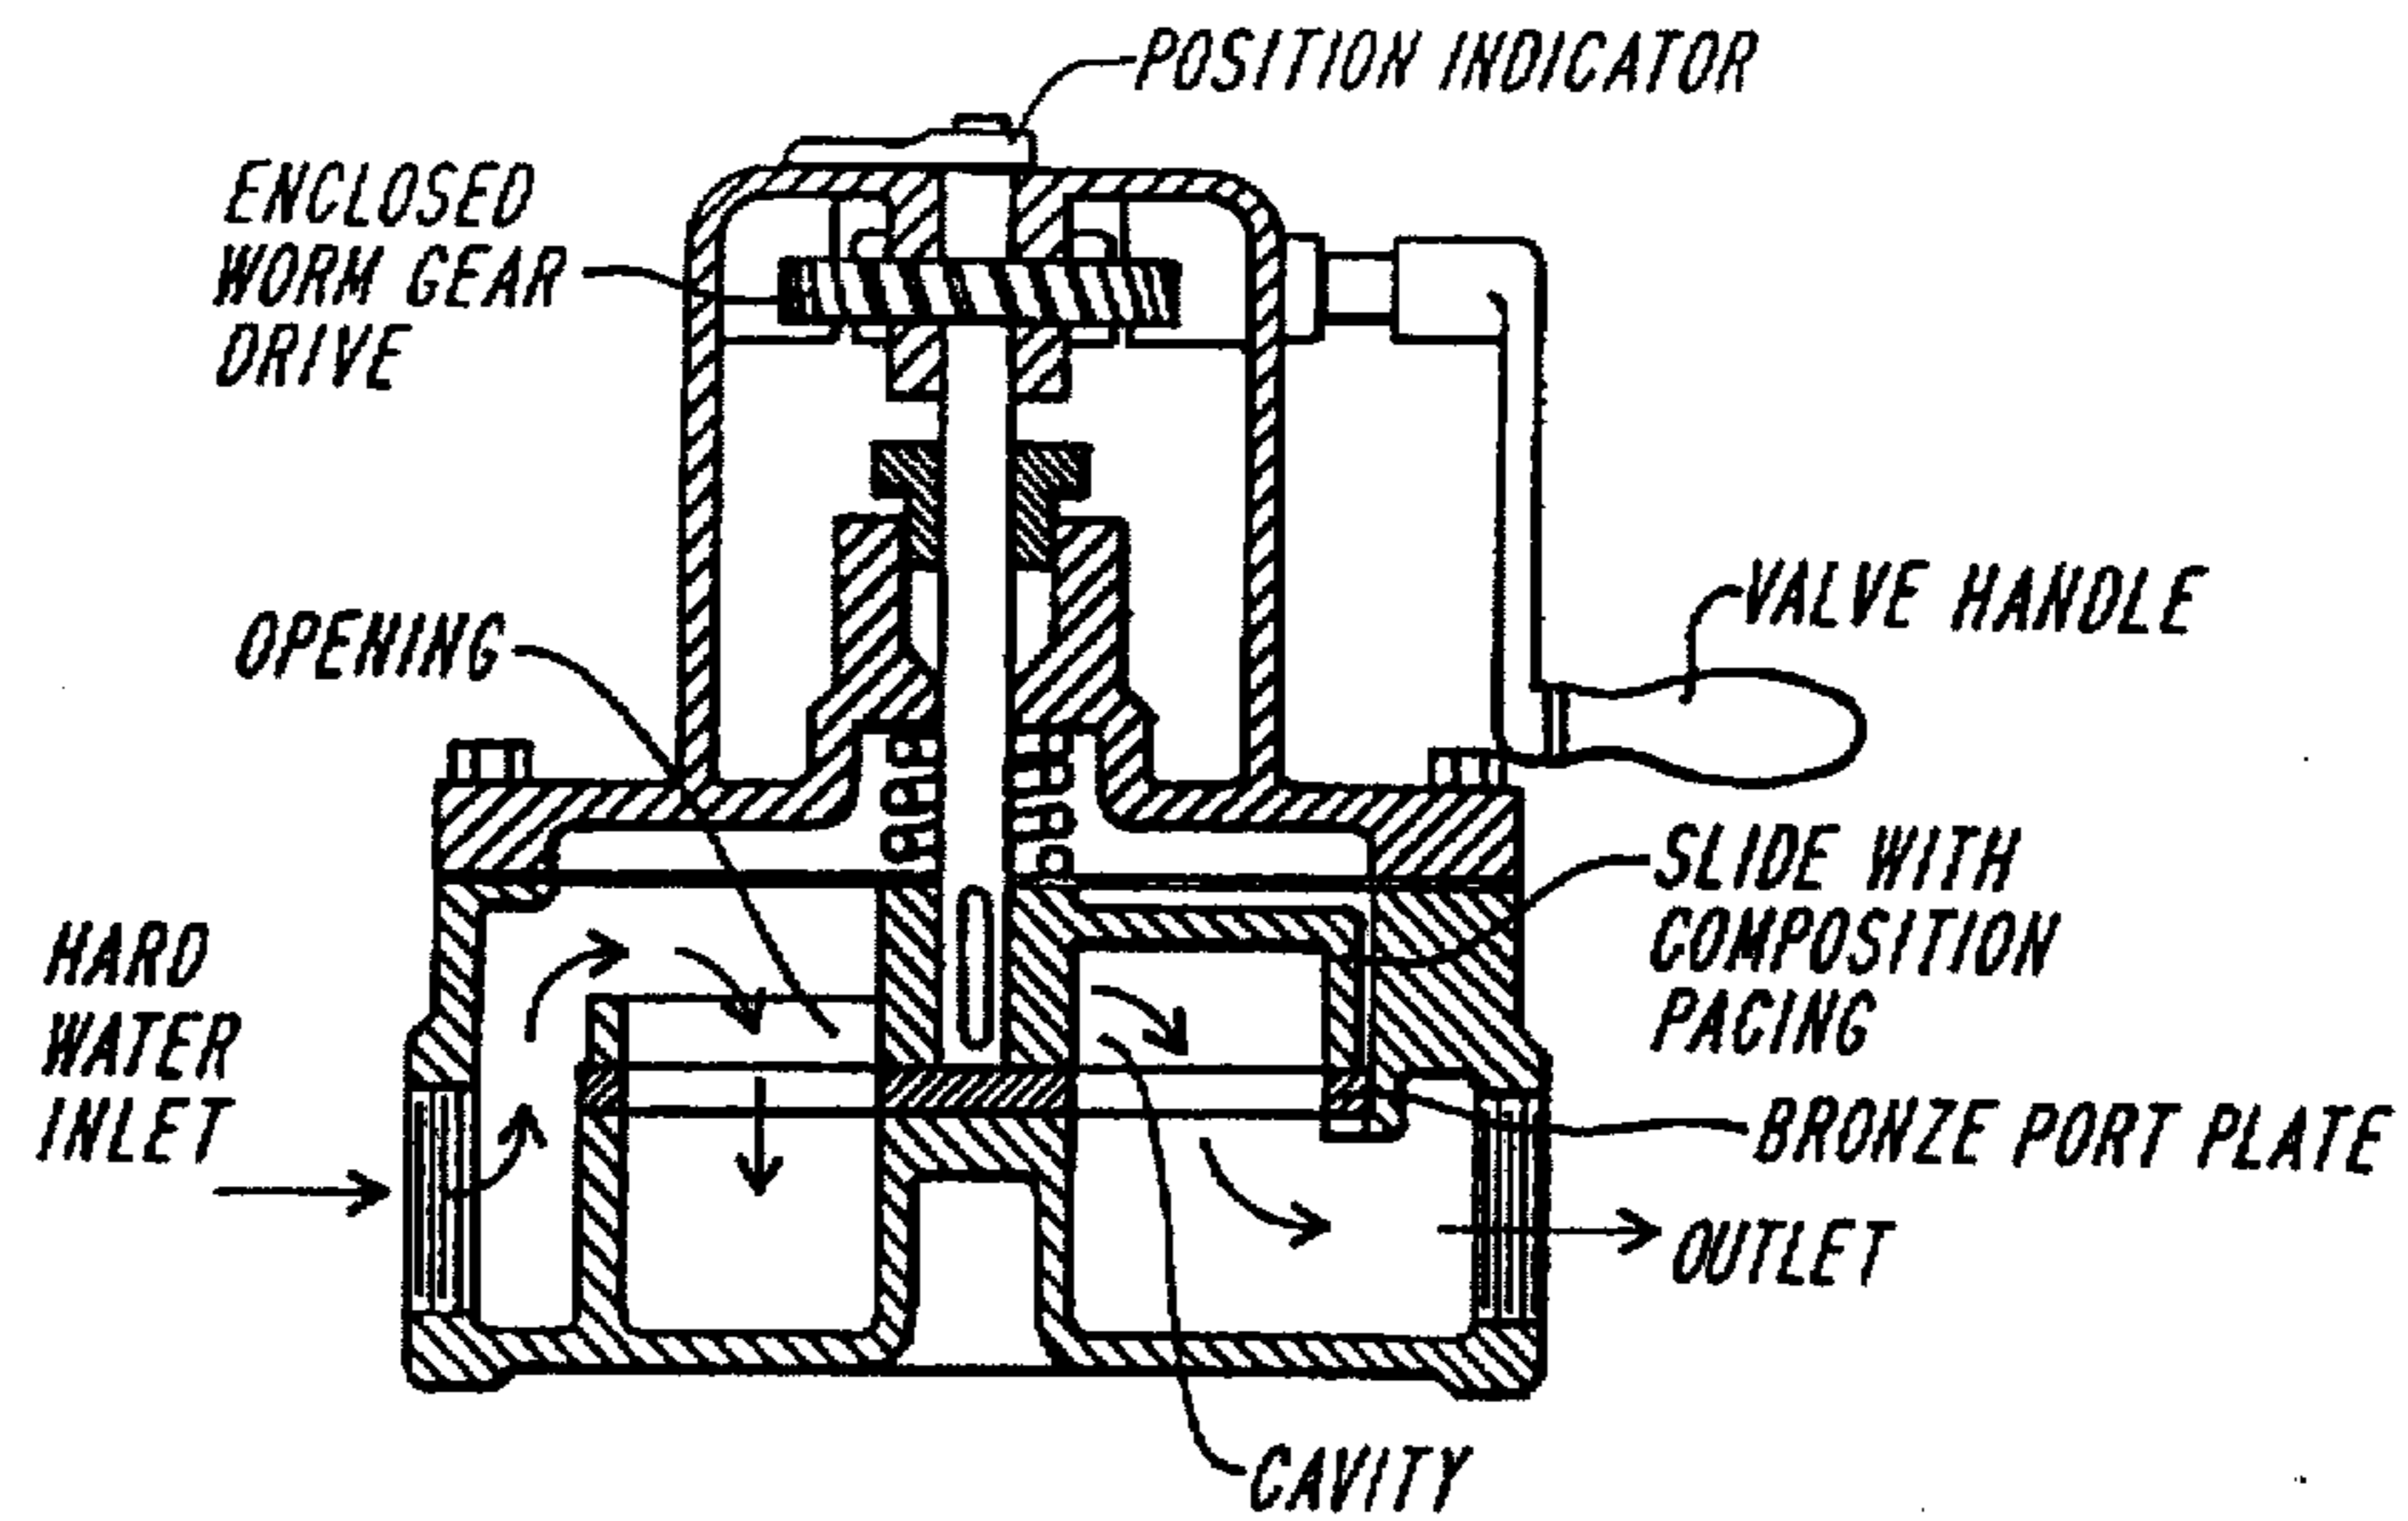 POSITION INDICATOR
ENCLOSED
WORM GEAR
DRIVE
OPENING
VALVE HANDLE
SLIDE WITH
COMPOSITION
PACING
HARD
WATER
INLET
BRONZE PORT PLATE
OUTLET
CAVITY